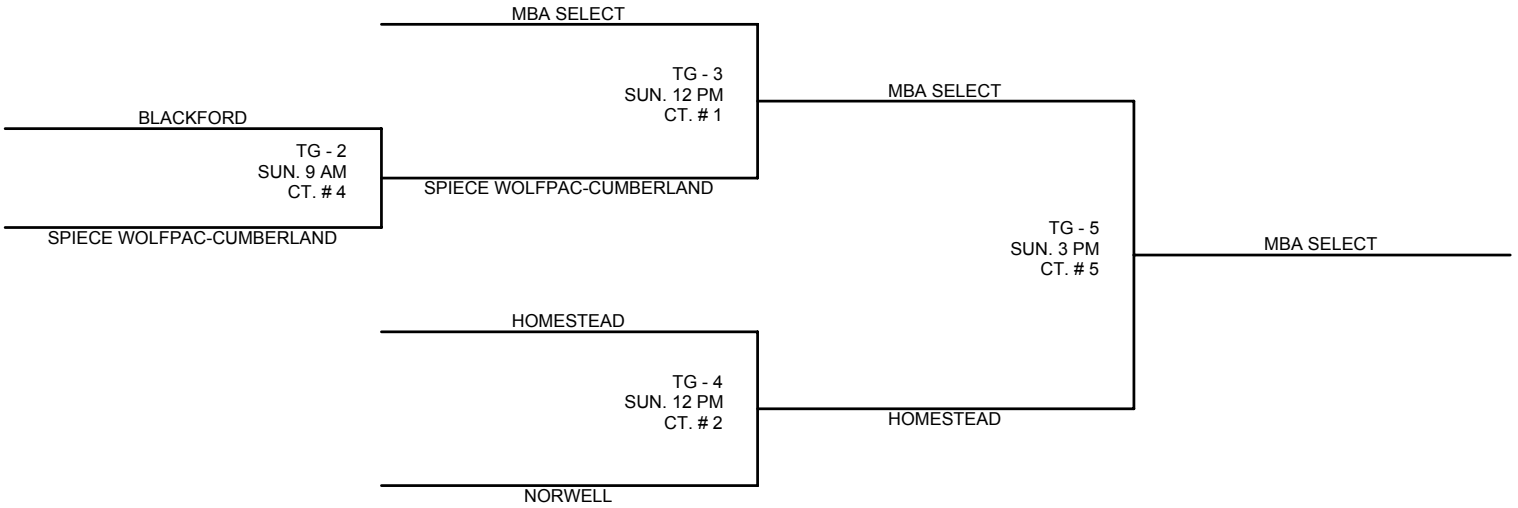 MBA SELECT
TG - 3
SUN. 12 PM
CT. # 1
MBA SELECT
BLACKFORD
TG - 2
SUN. 9 AM
CT. # 4
SPIECE WOLFPAC-CUMBERLAND
SPIECE WOLFPAC-CUMBERLAND
TG - 5
SUN. 3 PM
CT. # 5
MBA SELECT
HOMESTEAD
TG - 4
SUN. 12 PM
CT. # 2
HOMESTEAD
NORWELL